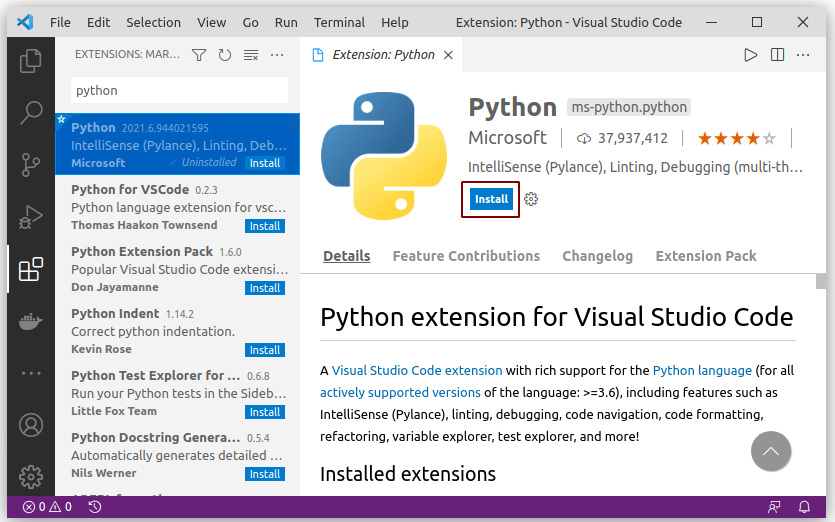 File Edit Selection View Go Run Terminal Help Extension: Python - Visual Studio Code
EXTENSIONS: MAR...
python
Python 2021.6.944021595
IntelliSense (Pylance), Linting, Deb...
Microsoft ✓ Uninstalled Install
Python for VSCode 0.2.3
Python language extension for vsc...
Thomas Haakon Townsend Install
Python Extension Pack 1.6.0
Popular Visual Studio Code extensi...
Don Jayamanne Install
Python Indent 1.14.2
Correct python indentation.
Kevin Rose Install
Python Test Explorer for ... 0.6.8
Run your Python tests in the Sideb...
Little Fox Team Install
Python Docstring Genera... 0.5.4
Automatically generates detailed ...
Nils Werner Install
Extension: Python
Python ms-python.python
Microsoft 37,937,412
IntelliSense (Pylance), Linting, Debugging (multi-th...
Install
Details Feature Contributions Changelog Extension Pack
Python extension for Visual Studio Code
A Visual Studio Code extension with rich support for the Python language (for all
actively supported versions of the language: >=3.6), including features such as
IntelliSense (Pylance), linting, debugging, code navigation, code formatting,
refactoring, variable explorer, test explorer, and more!
Installed extensions
0 0